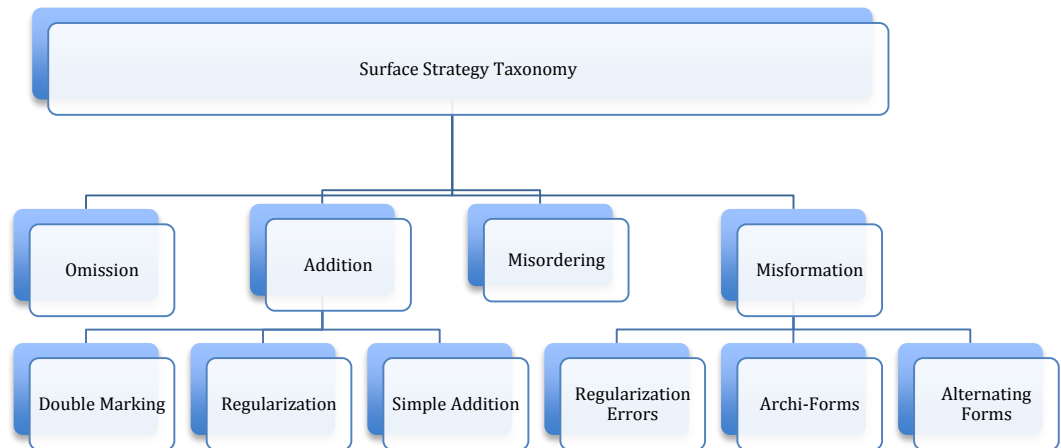 Surface Strategy Taxonomy
Omission
Addition
Misordering
Misformation
Double Marking
Regularization
Simple Addition
Regularization
Errors
Archi-Forms
Alternating
Forms